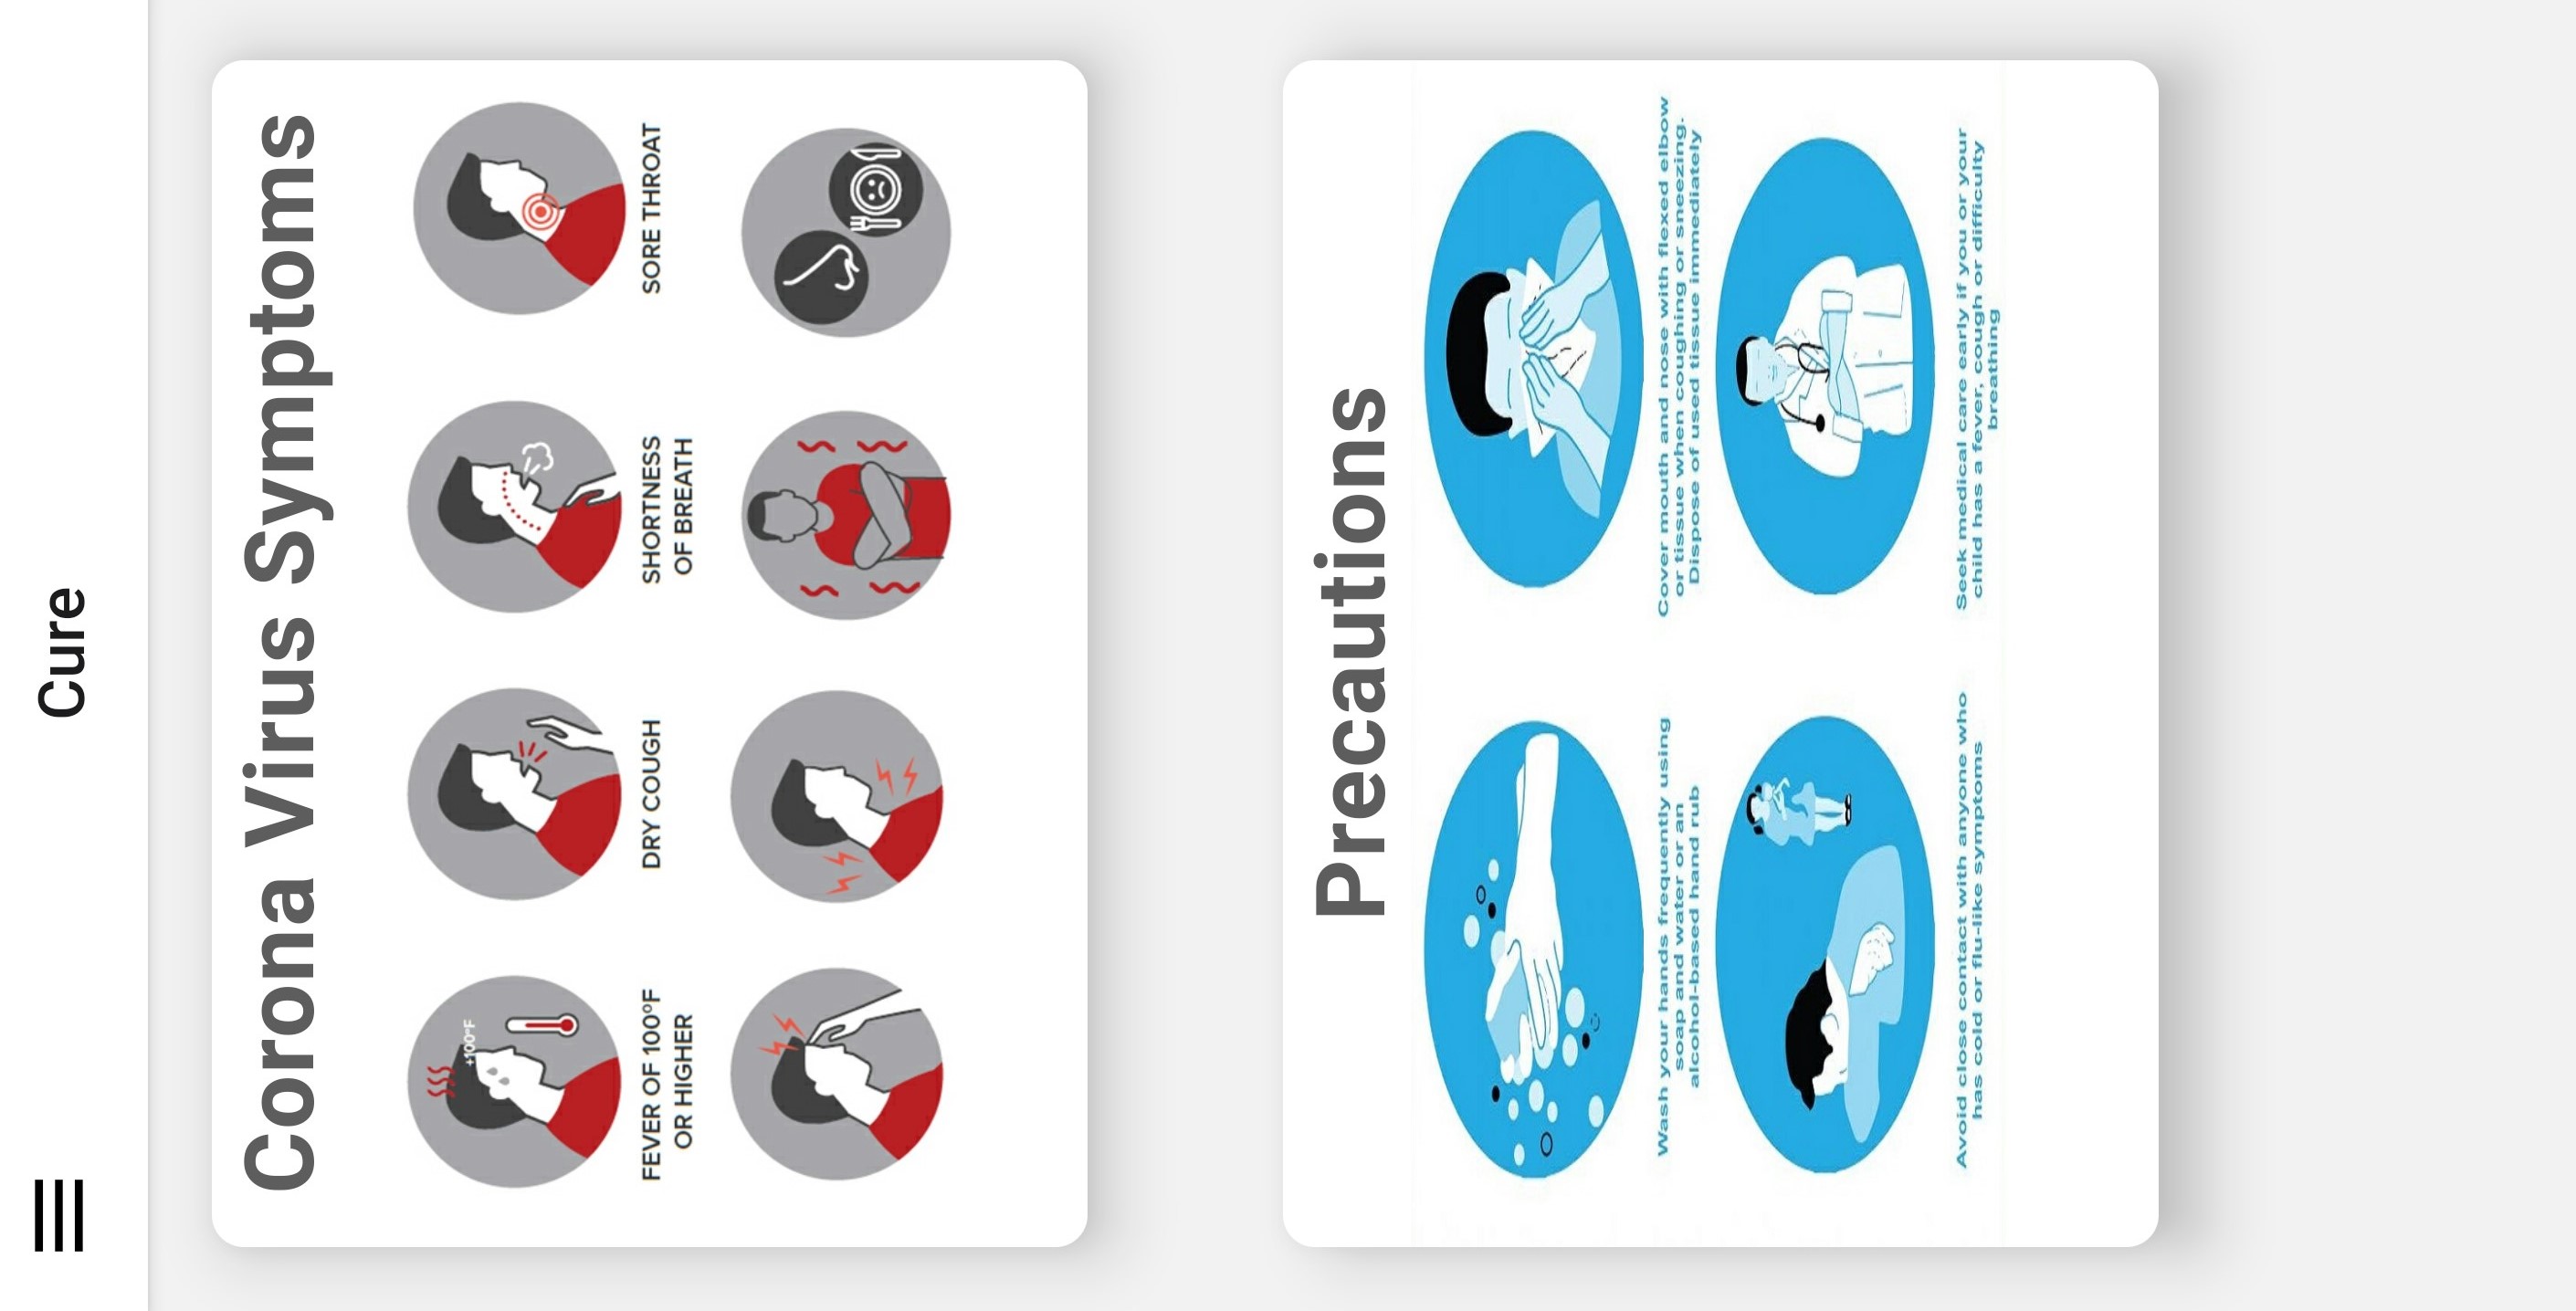 Cure
Corona Virus Symptoms
+100°F
FEVER OF 100ºF
OR HIGHER
DRY COUGH
SHORTNESS
OF BREATH
SORE THROAT
Precautions
Wash your hands frequently using
soap and water or an
alcohol-based hand rub
Cover mouth and nose with flexed elbow
or tissue when coughing or sneezing.
Dispose of used tissue immediately
Avoid close contact with anyone who
has cold or flu-like symptoms
Seek medical care early if you or your
child has a fever, cough or difficulty
breathing